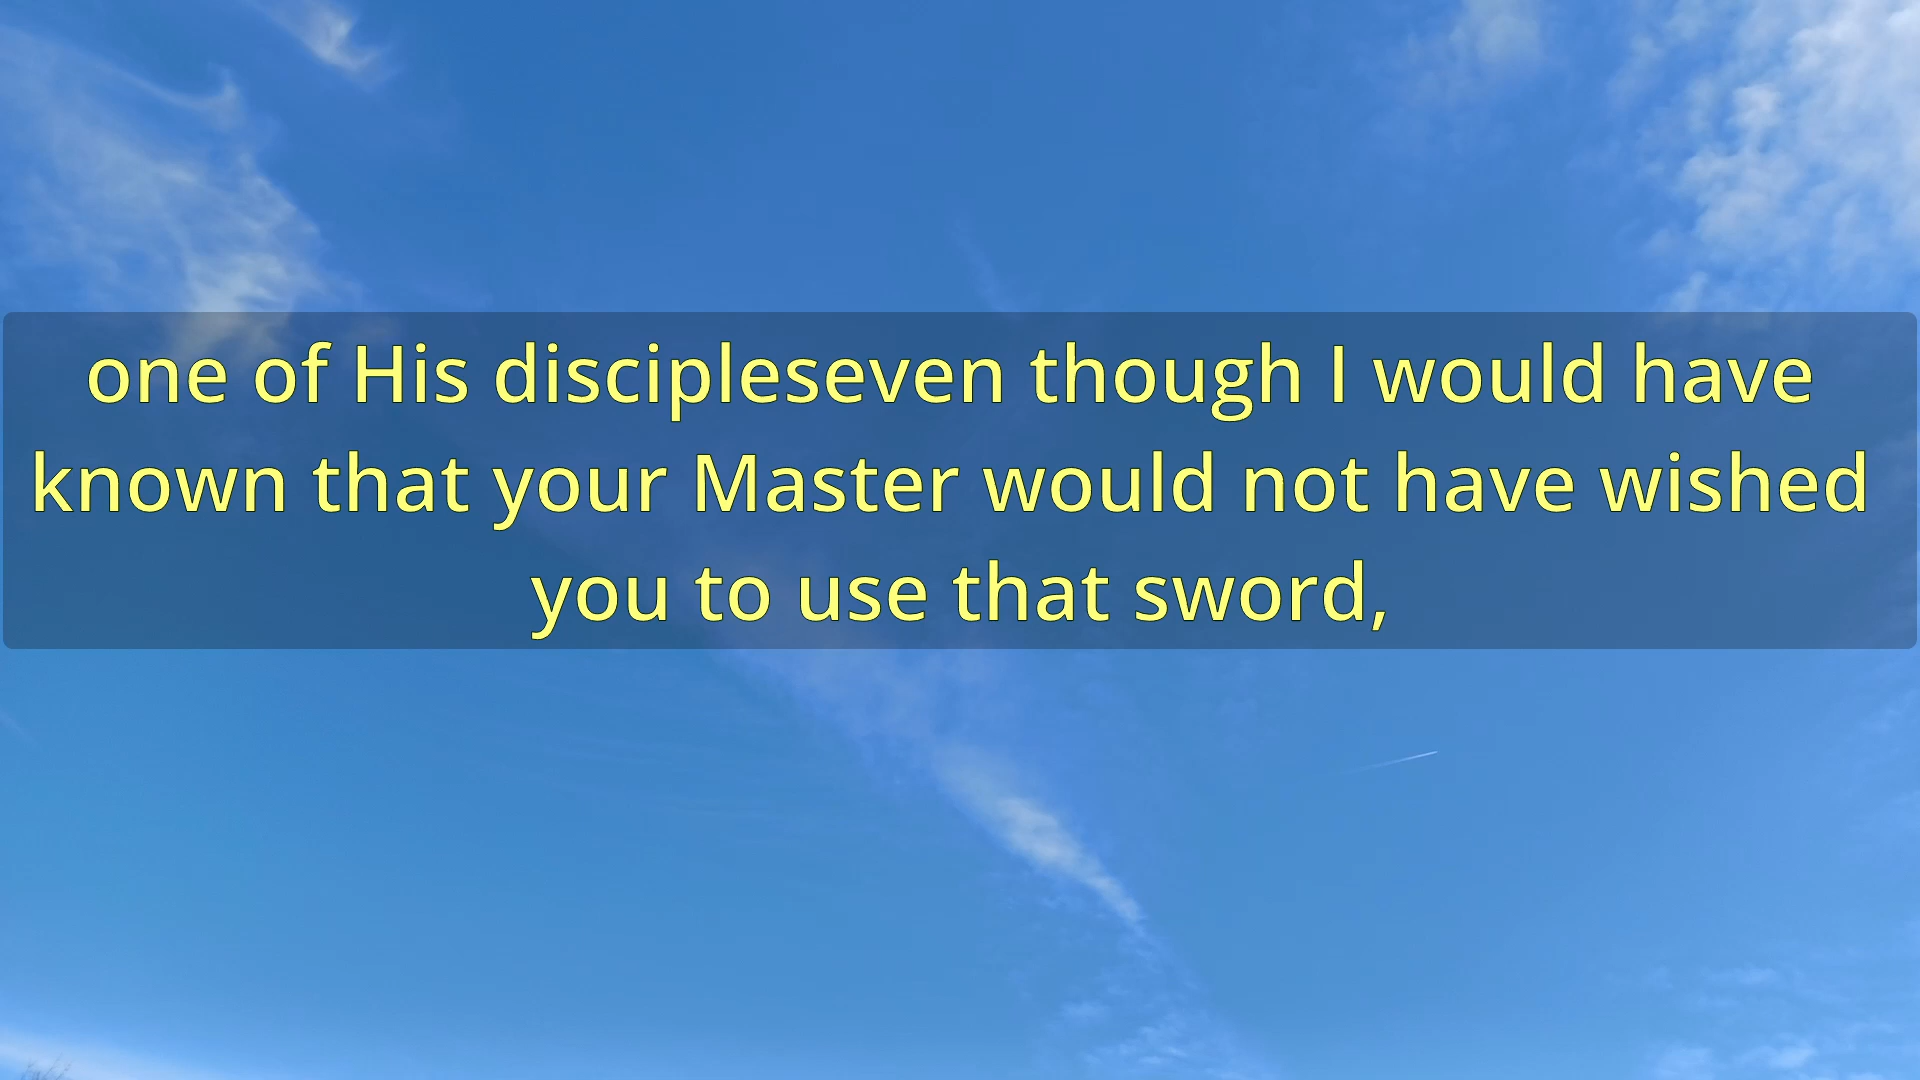 one of His discipleseven though I would have
known that your Master would not have wished
you to use that sword,